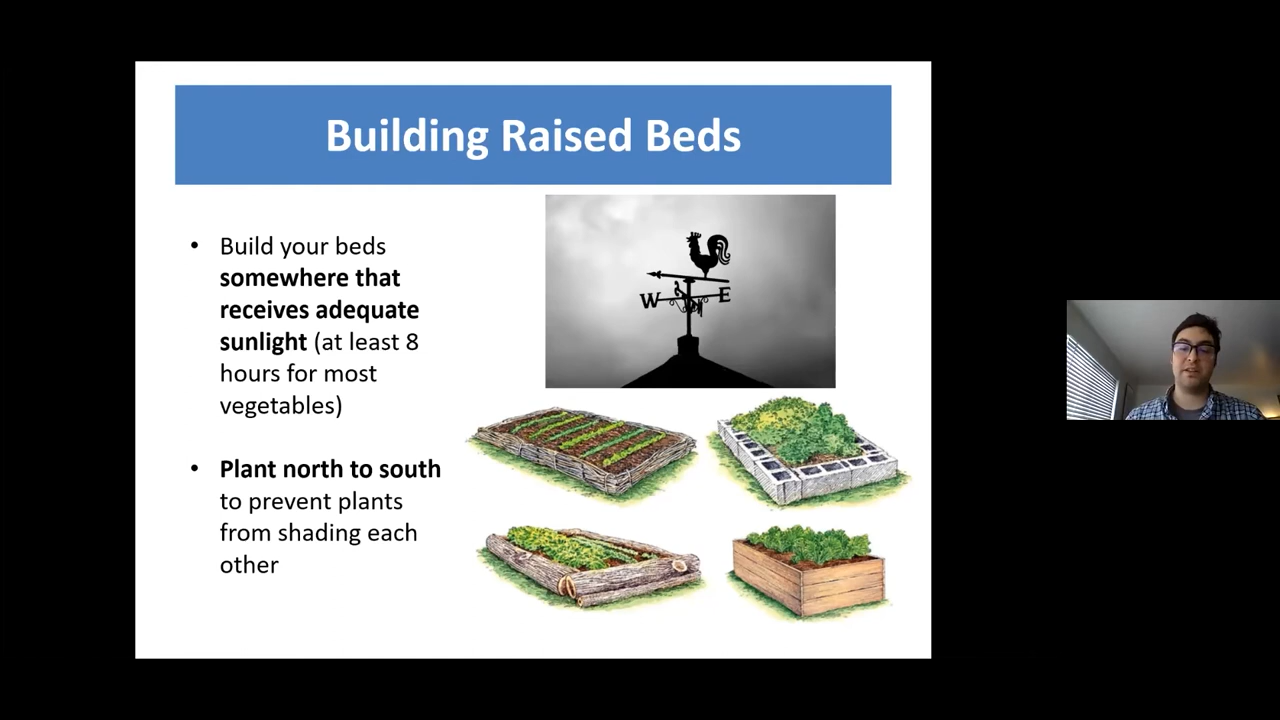 Building Raised Beds
• Build your beds
somewhere that
receives adequate
sunlight (at least 8
hours for most
vegetables)
• Plant north to south
to prevent plants
from shading each
other
W E